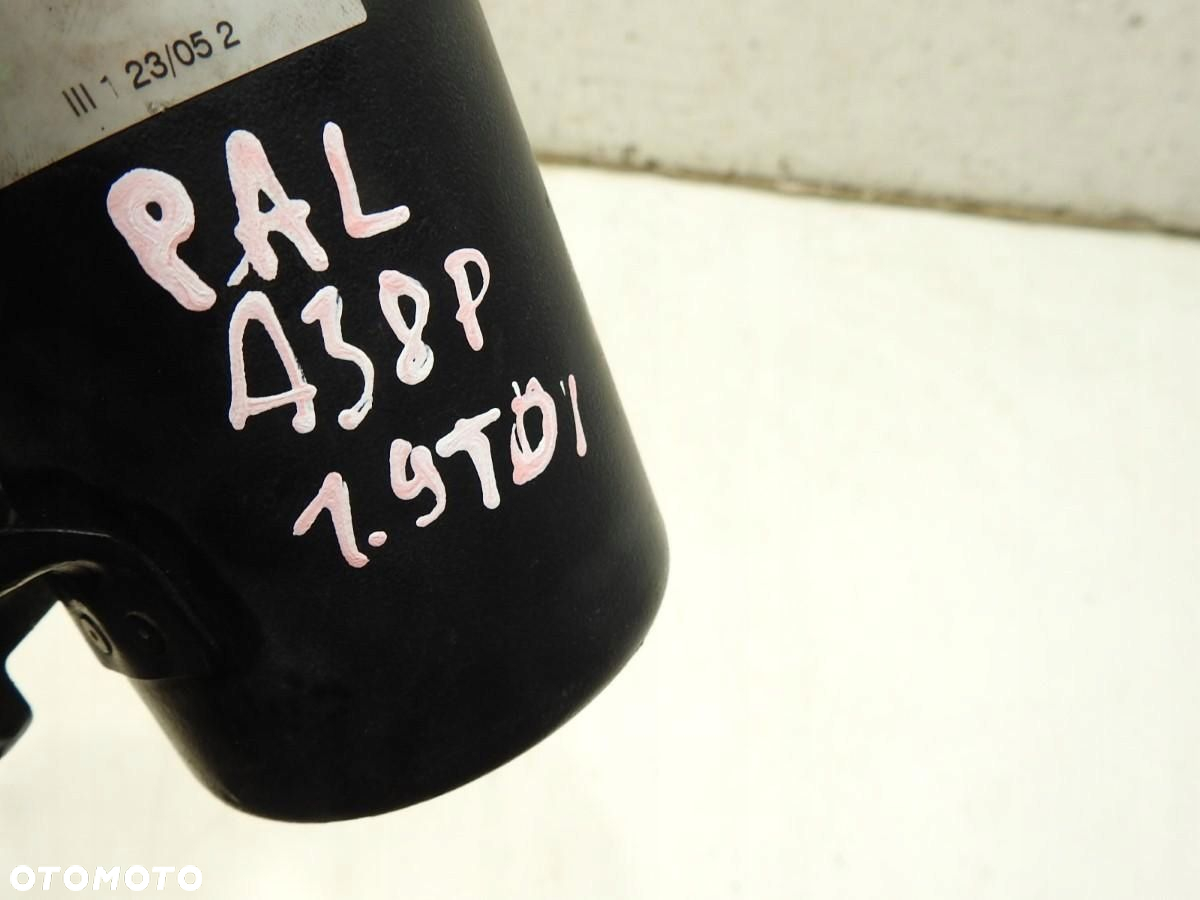 III 1 23/05 2
PAL
A38P
1.9TDI
OTOMOTO